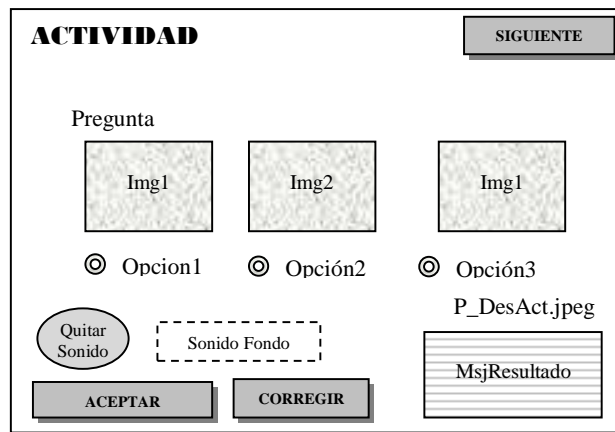 ACTIVIDAD
SIGUIENTE
Pregunta
Img1
Img2
Img1
Opcion1
Opción2
Opción3
P_DesAct.jpeg
Quitar
Sonido
Sonido Fondo
MsjResultado
ACEPTAR
CORREGIR